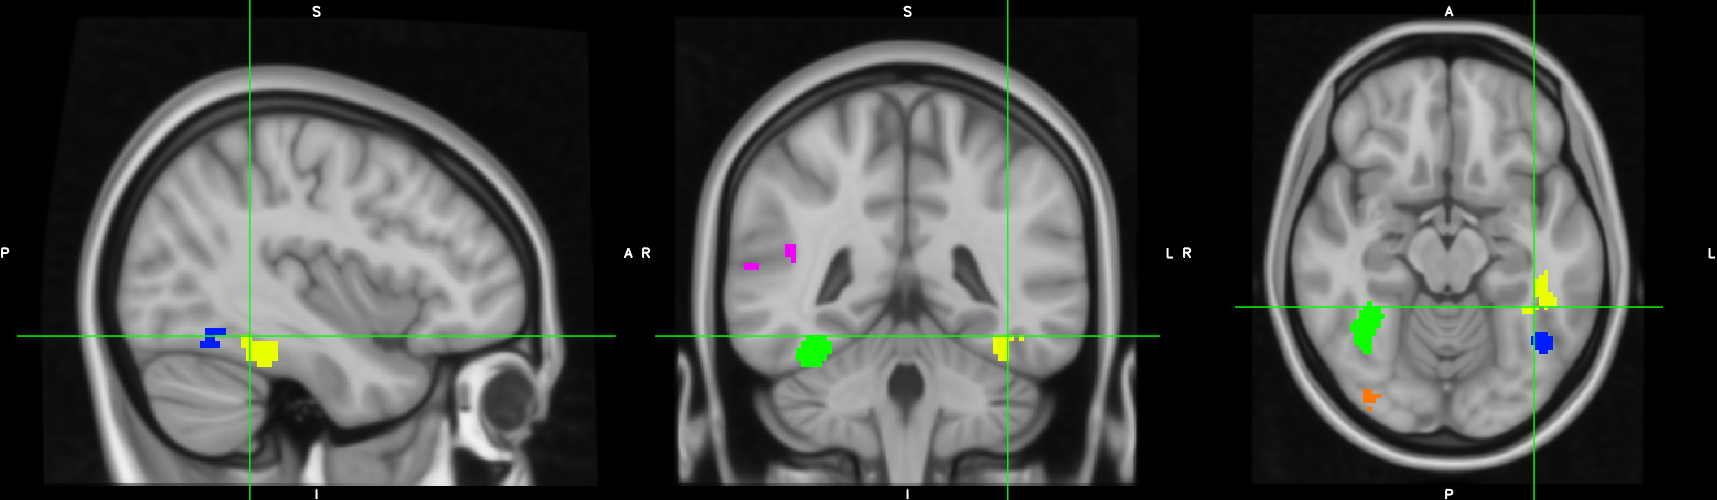 S S A
P A R L R L
I I P